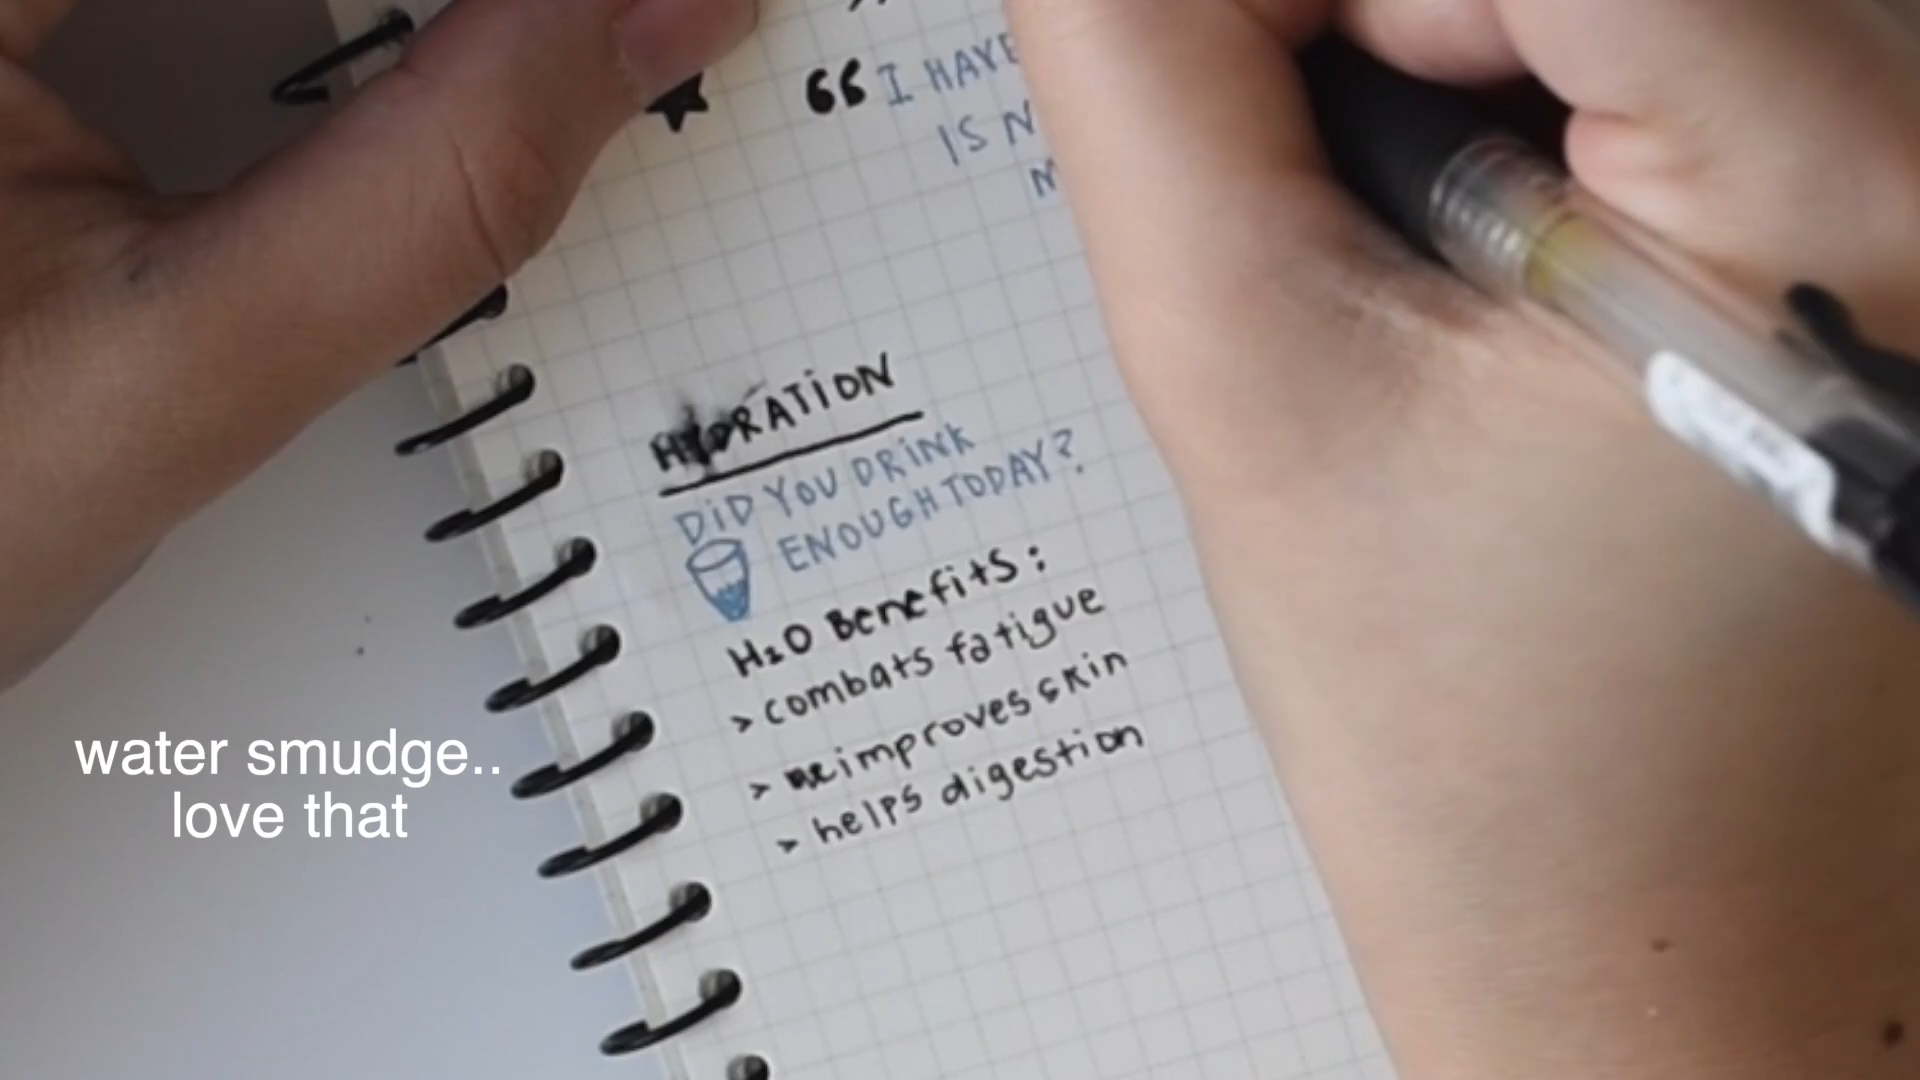 “ I HAVE
IS N
M
HYDRATION
DID YOU DRINK
ENOUGH TODAY?
H₂O Benefits:
> combats fatigue
> improves skin
> helps digestion
water smudge..
love that